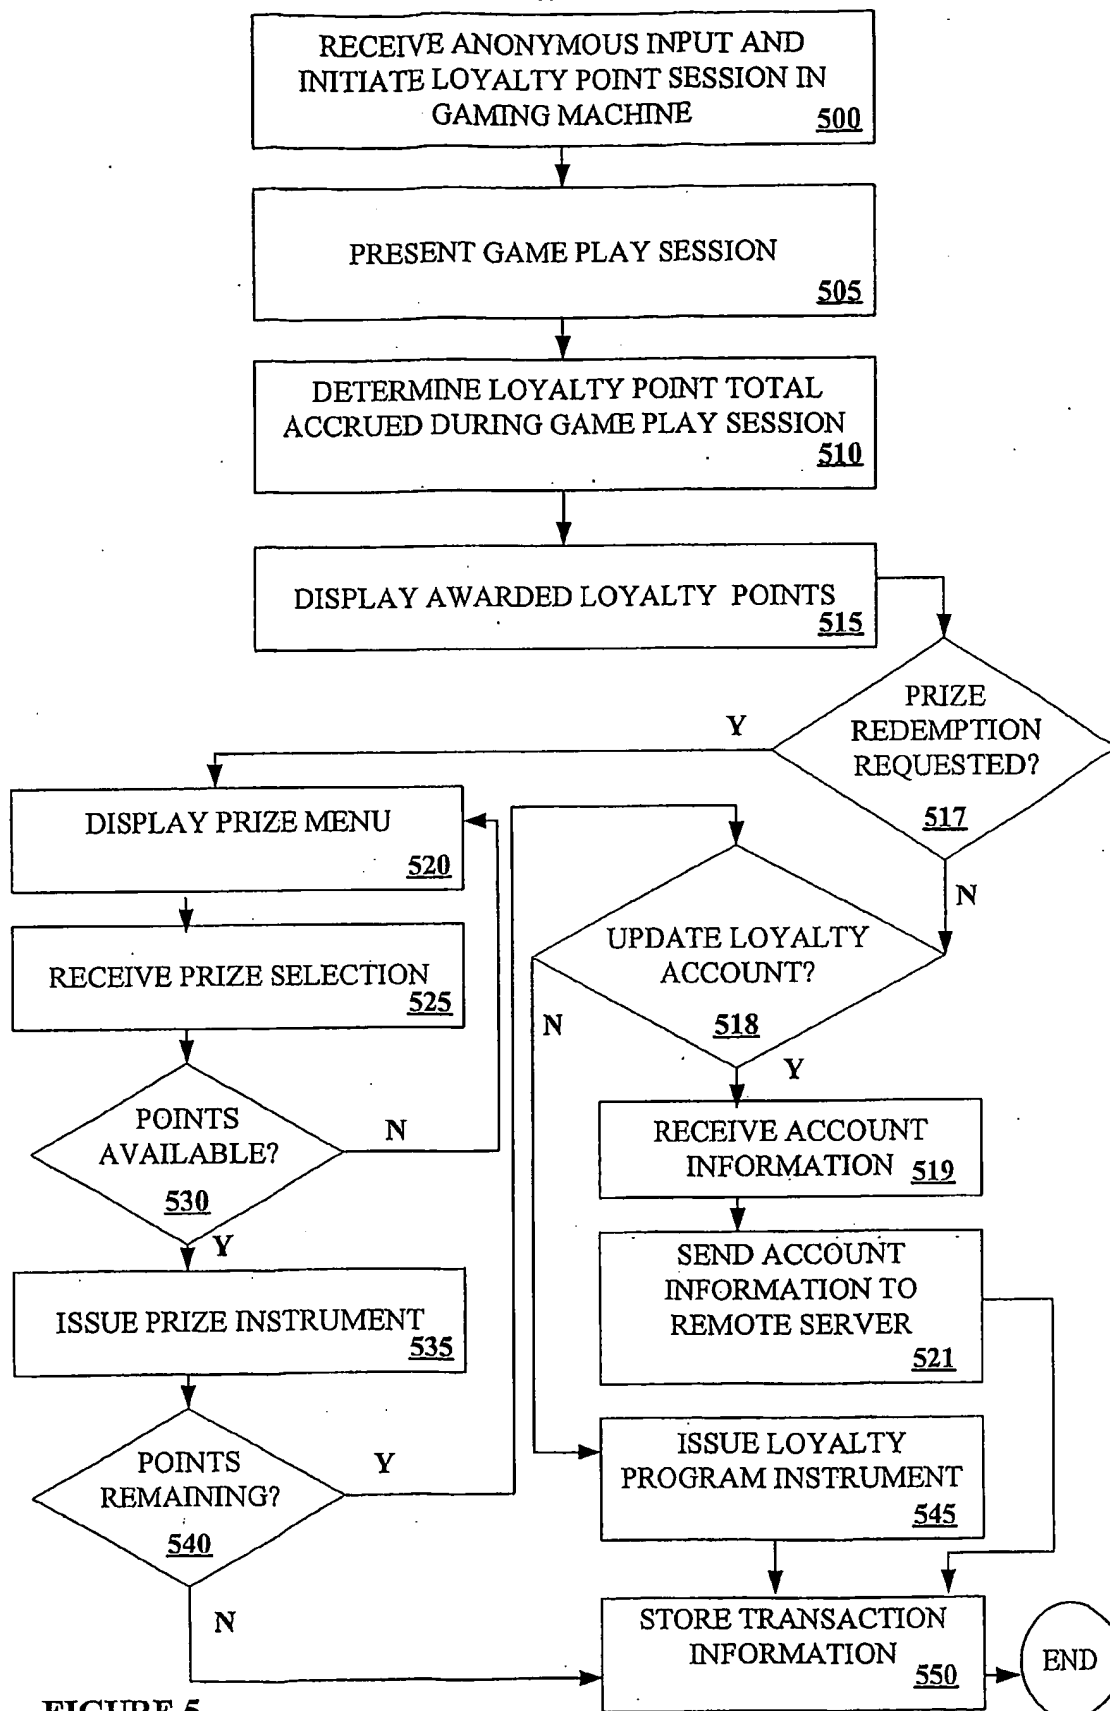 RECEIVE ANONYMOUS INPUT AND
INITIATE LOYALTY POINT SESSION IN
GAMING MACHINE 500
PRESENT GAME PLAY SESSION
505
DETERMINE LOYALTY POINT TOTAL
ACCRUED DURING GAME PLAY SESSION
510
DISPLAY AWARDED LOYALTY POINTS
515
PRIZE
REDEMPTION
REQUESTED?
517
Y
N
DISPLAY PRIZE MENU
520
RECEIVE PRIZE SELECTION
525
POINTS
AVAILABLE?
530
N
Y
ISSUE PRIZE INSTRUMENT
535
POINTS
REMAINING?
540
Y
N
UPDATE LOYALTY
ACCOUNT?
518
N
Y
RECEIVE ACCOUNT
INFORMATION 519
SEND ACCOUNT
INFORMATION TO
REMOTE SERVER
521
ISSUE LOYALTY
PROGRAM INSTRUMENT
545
STORE TRANSACTION
INFORMATION
550
END
FIGURE 5